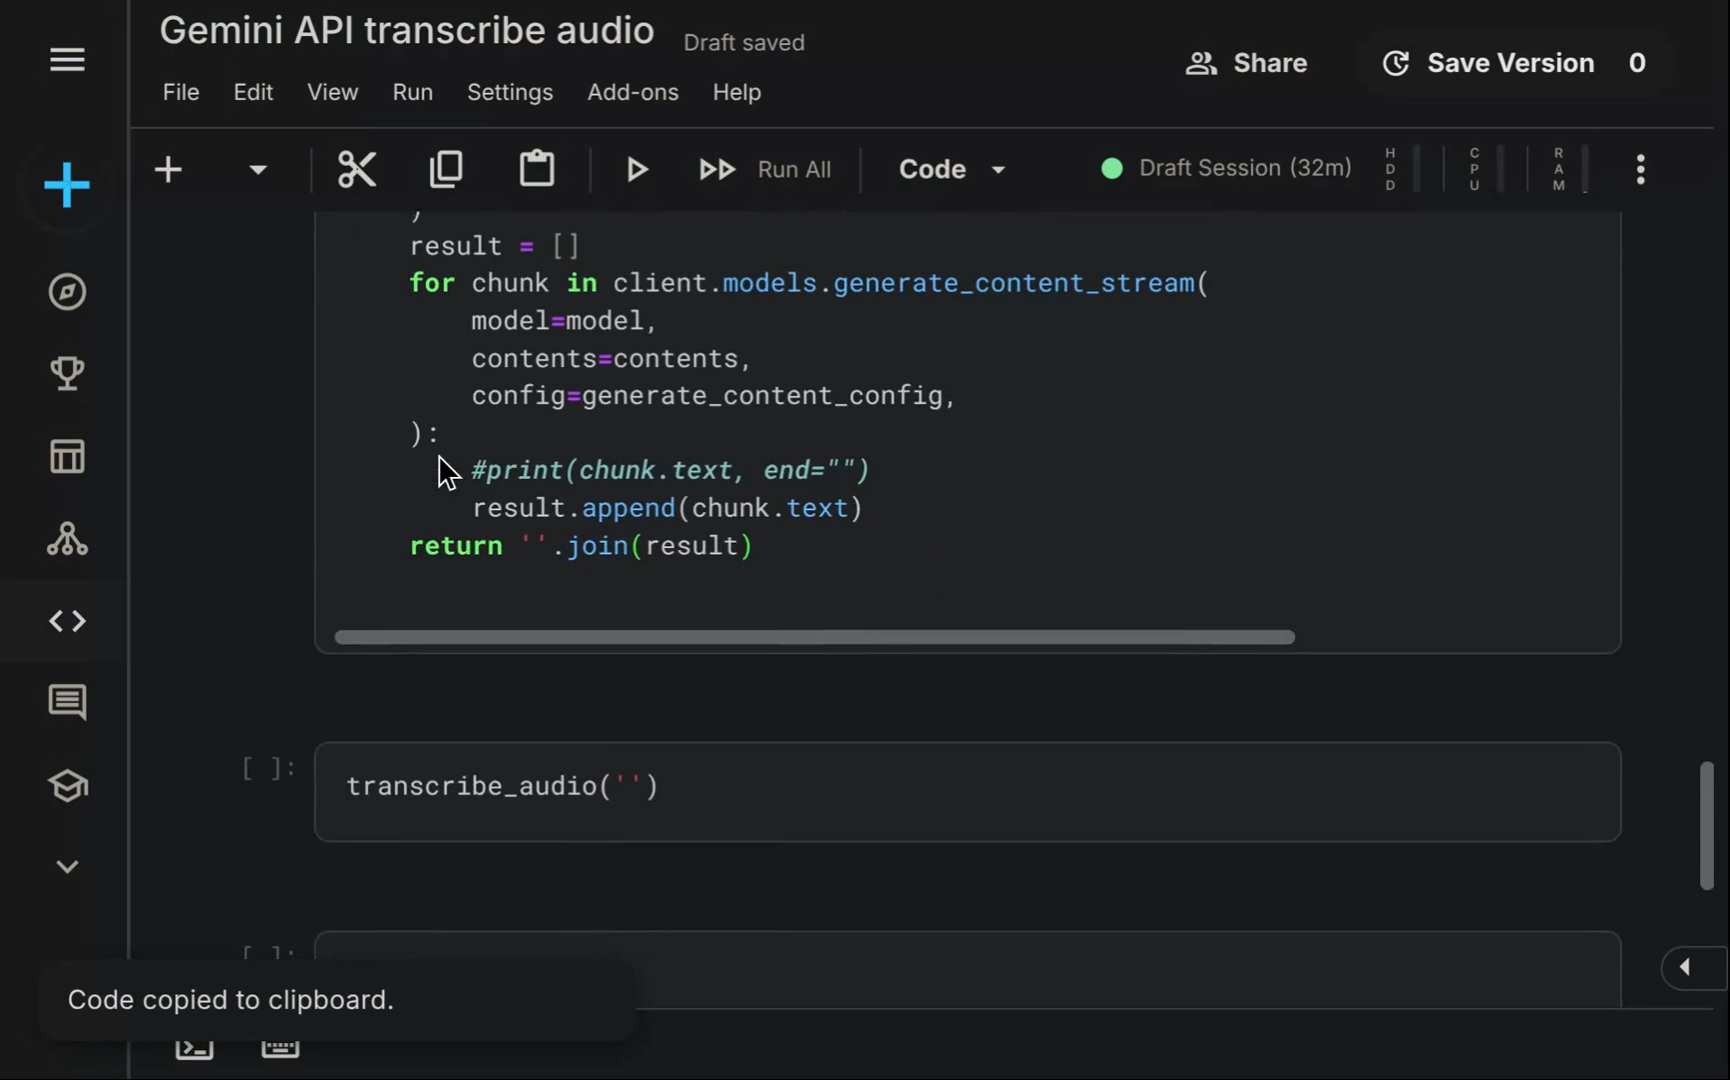 Gemini API transcribe audio
Draft saved
Share
Save Version 0
File Edit View Run Settings Add-ons Help
Run All
Code
Draft Session (32m)
HDD
CPU
RAM
)
result = []
for chunk in client.models.generate_content_stream(
model=model,
contents=contents,
config=generate_content_config,
):
#print(chunk.text, end="")
result.append(chunk.text)
return ''.join(result)
[ ]:
transcribe_audio('')
[ ]:
Code copied to clipboard.